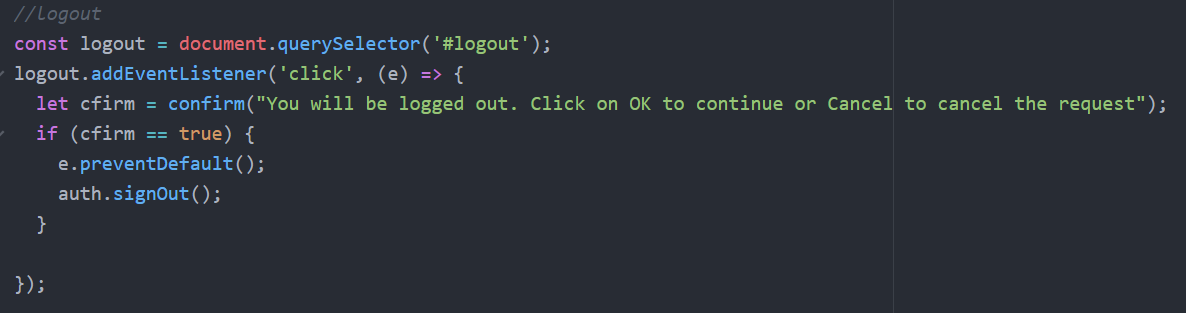 //logout
const logout = document.querySelector('#logout');
logout.addEventListener('click', (e) => {
  let cfirm = confirm("You will be logged out. Click on OK to continue or Cancel to cancel the request");
  if (cfirm == true) {
    e.preventDefault();
    auth.signOut();
  }
});